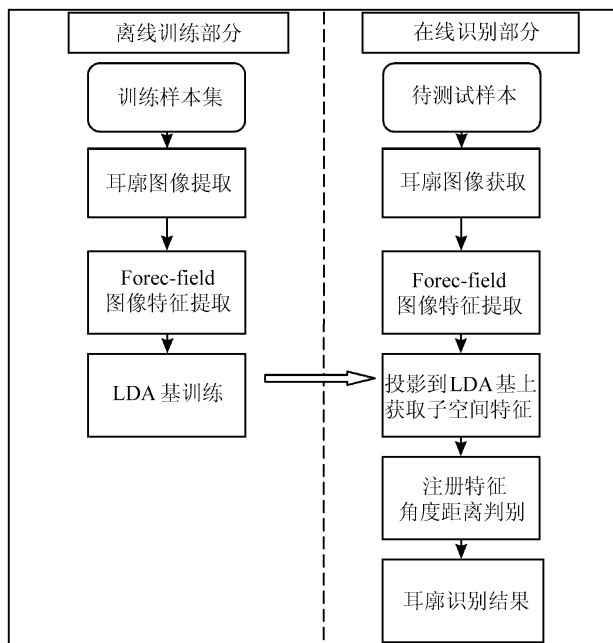 离线训练部分
训练样本集
耳廓图像提取
Forec-field
图像特征提取
LDA 基训练
在线识别部分
待测试样本
耳廓图像获取
Forec-field
图像特征提取
投影到 LDA 基上
获取子空间特征
注册特征
角度距离判别
耳廓识别结果